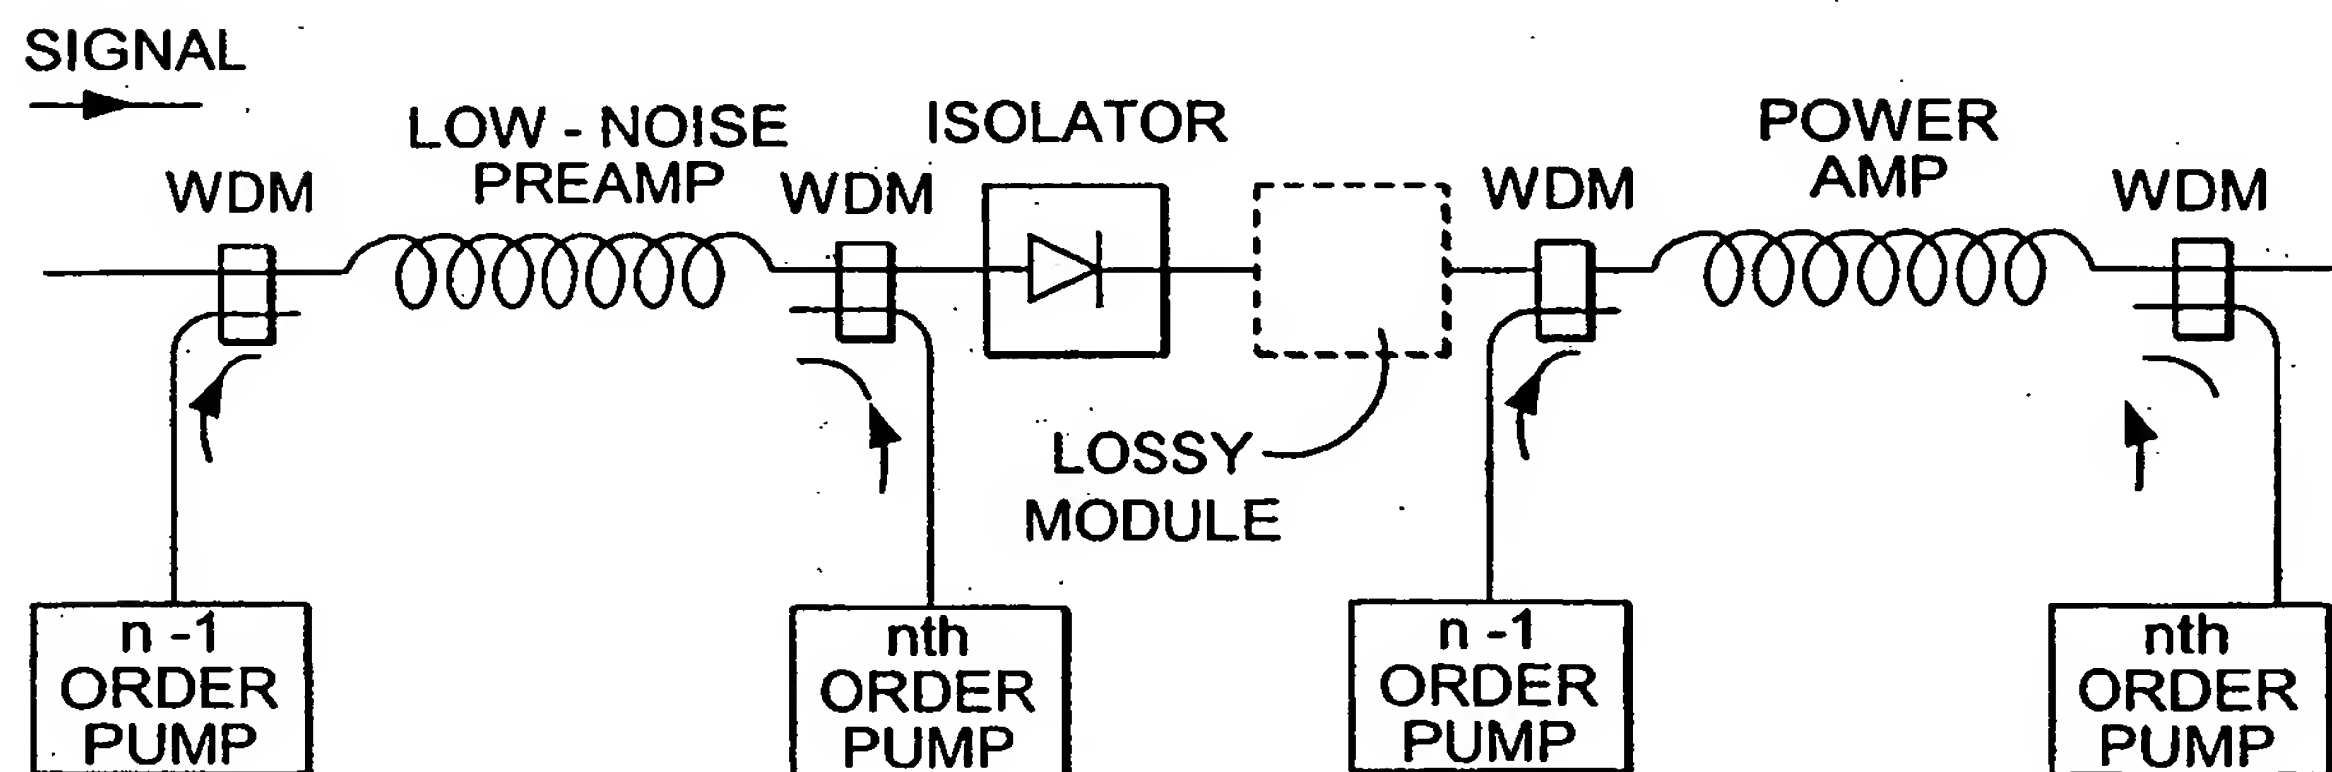 SIGNAL
LOW - NOISE
PREAMP
ISOLATOR
POWER
AMP
WDM
WDM
WDM
WDM
LOSSY
MODULE
n -1
ORDER
PUMP
nth
ORDER
PUMP
n -1
ORDER
PUMP
nth
ORDER
PUMP